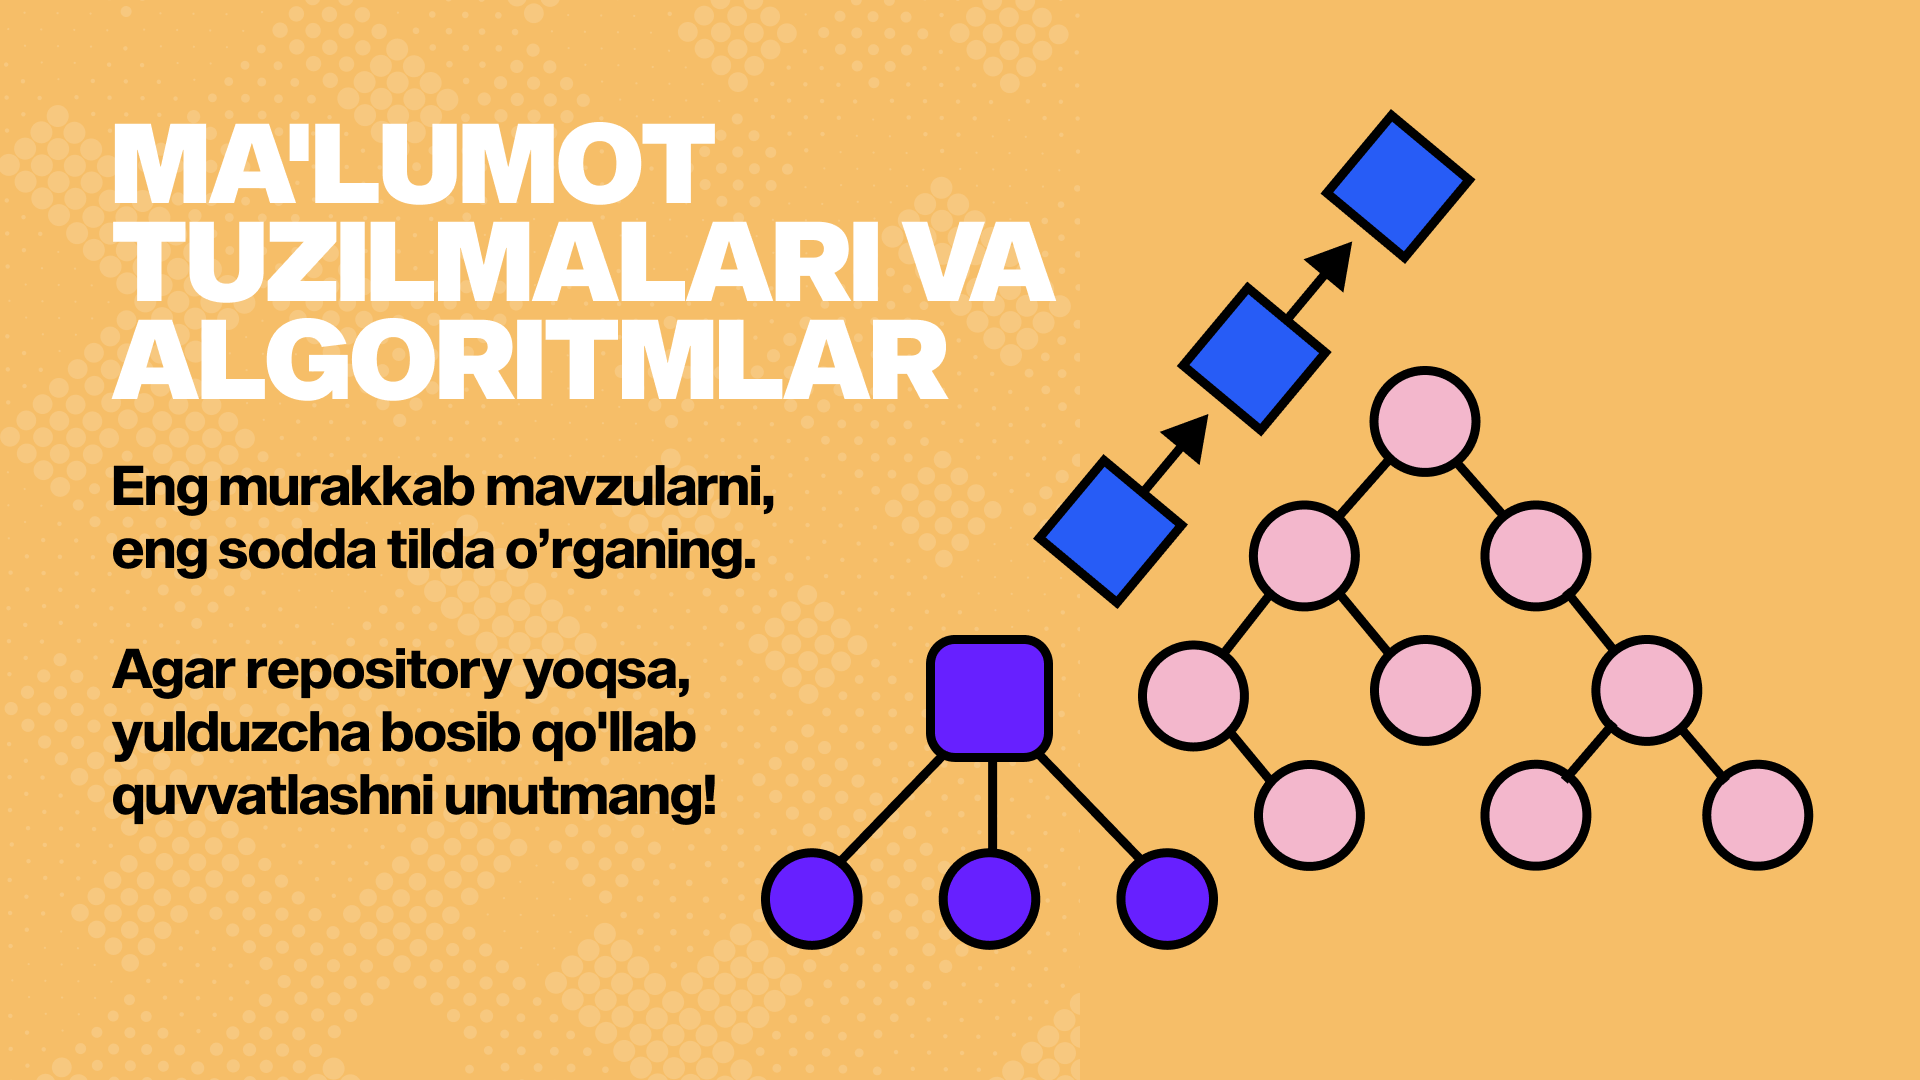 MA'LUMOT
TUZILMALARI VA
ALGORITMLAR
Eng murakkab mavzularni,
eng sodda tilda o’rganing.
Agar repository yoqsa,
yulduzcha bosib qo'llab
quvvatlashni unutmang!